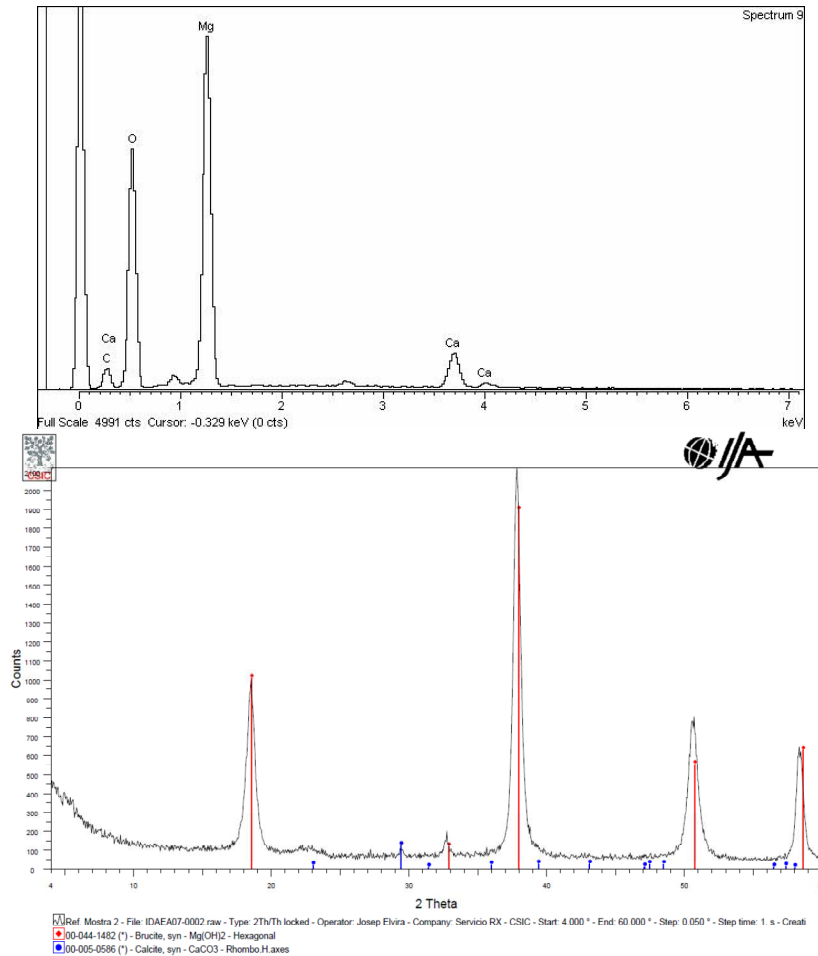 Spectrum 9
Mg
O
Ca
C
Ca
Ca
0 1 2 3 4 5 6 7
Full Scale 4991 cts Cursor: -0.329 keV (0 cts) keV
CSIC
IJA
2000
1900
1800
1700
1600
1500
1400
1300
1200
1100
1000
900
800
700
600
500
400
300
200
100
0
Counts
4 30 40 50
2 Theta
Ref. Mostra 2 - File: IDAEA07-0002.raw - Type: 2Th/Th locked - Operator: Josep Elvira - Company: Servicio RX - CSIC - Start: 4.000 ° - End: 60.000 ° - Step: 0.050 ° - Step time: 1. s - Creati
00-044-1482 (*) - Brucite, syn - Mg(OH)2 - Hexagonal
00-005-0586 (*) - Calcite, syn - CaCO3 - Rhombo.H.axes